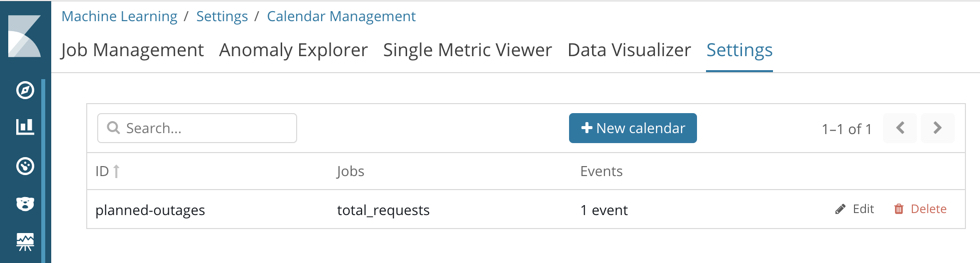 Machine Learning / Settings / Calendar Management
Job Management Anomaly Explorer Single Metric Viewer Data Visualizer Settings
Search... + New calendar 1–1 of 1
ID↑ Jobs Events
planned-outages total_requests 1 event Edit Delete